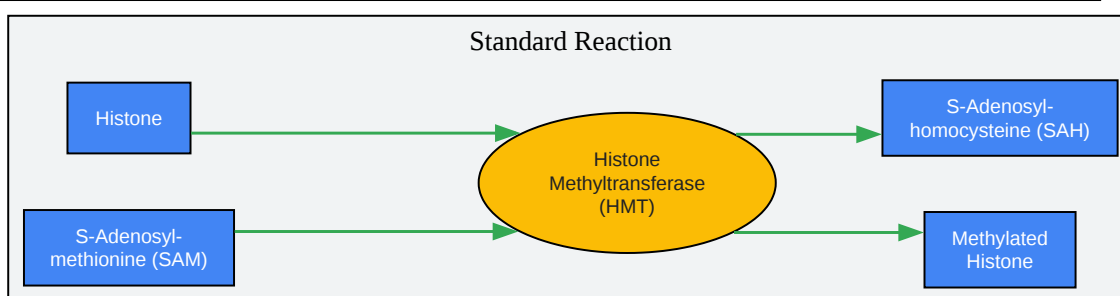 Standard Reaction
Histone
S-Adenosyl-
methionine (SAM)
Histone
Methyltransferase
(HMT)
S-Adenosyl-
homocysteine (SAH)
Methylated
Histone